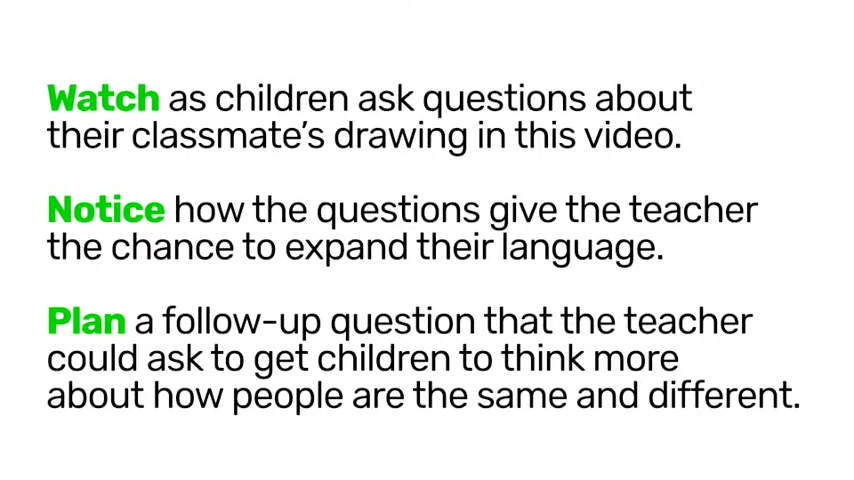 Watch as children ask questions about
their classmate’s drawing in this video.
Notice how the questions give the teacher
the chance to expand their language.
Plan a follow-up question that the teacher
could ask to get children to think more
about how people are the same and different.